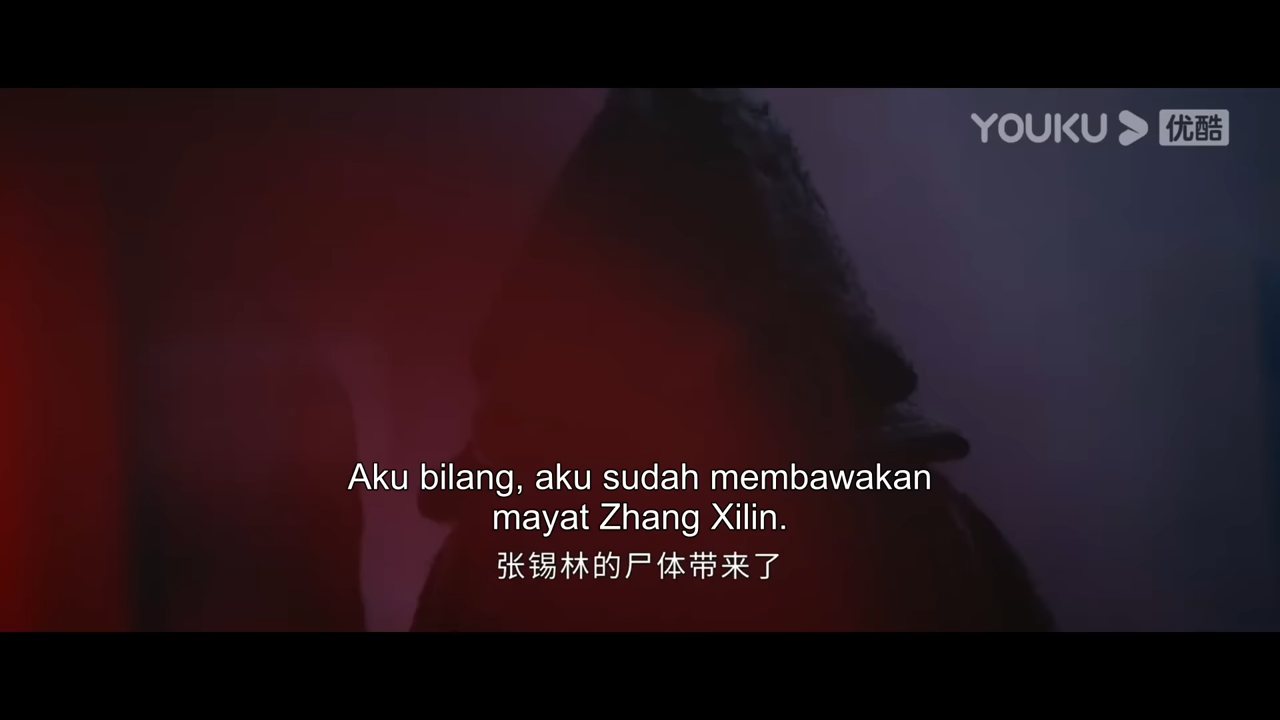 YOUKU 优酷
Aku bilang, aku sudah membawakan
mayat Zhang Xilin.
张锡林的尸体带来了